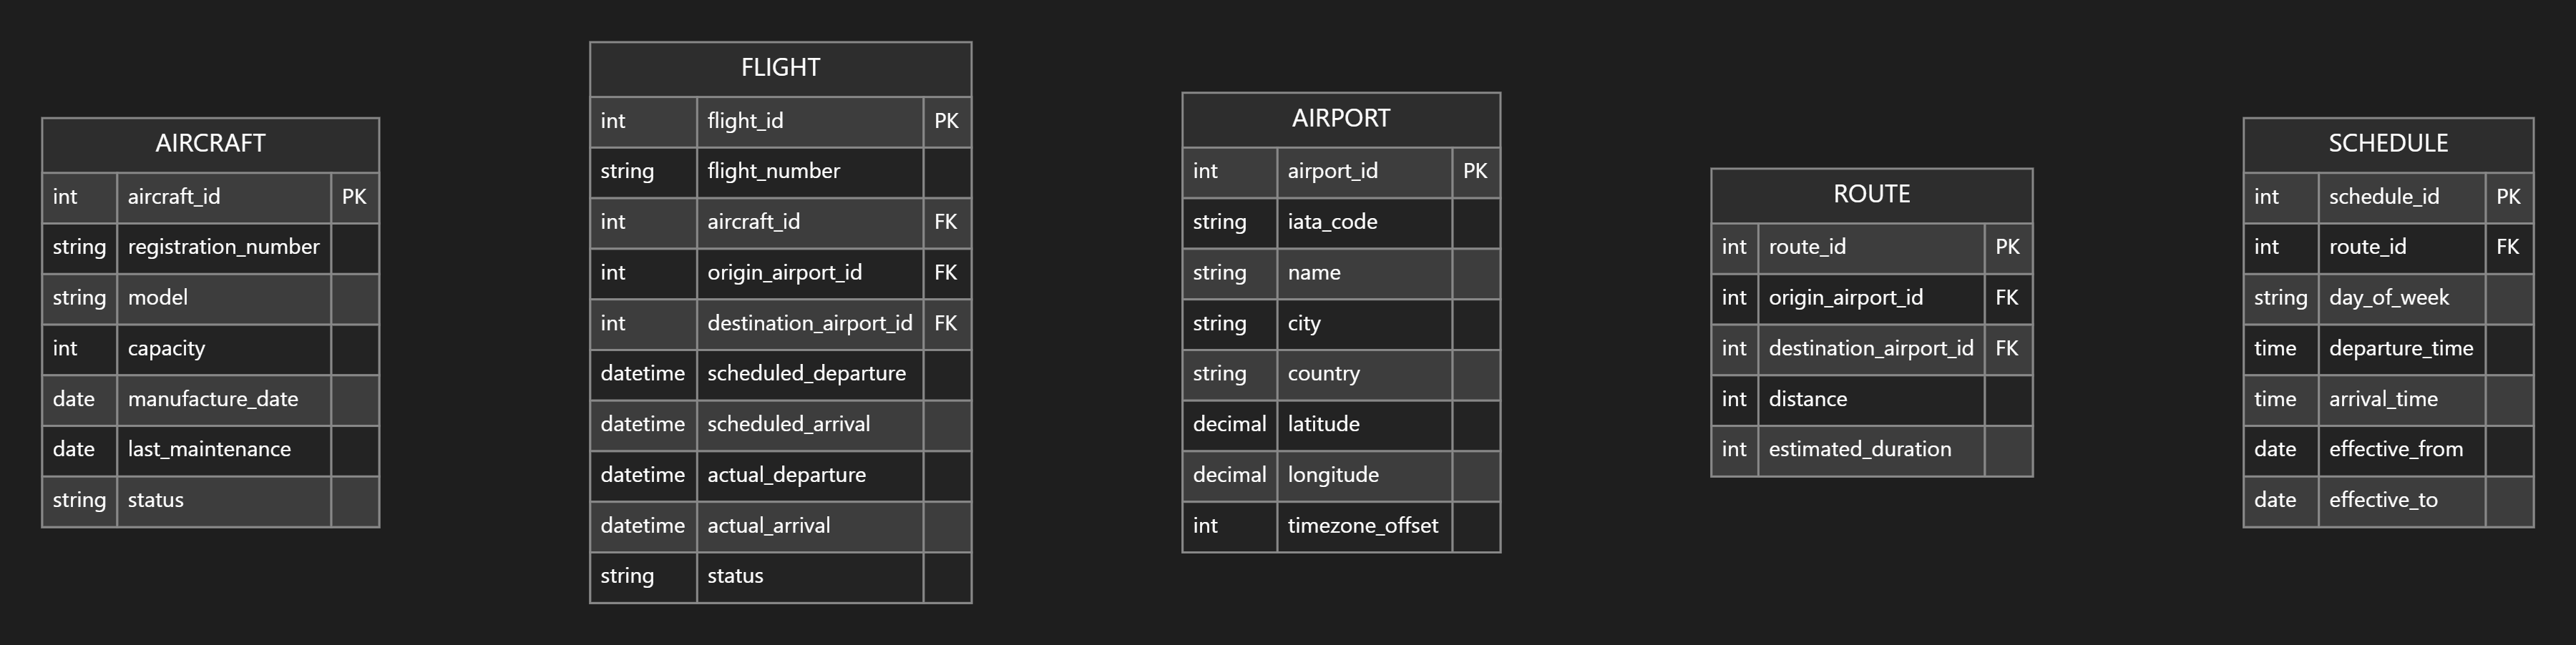 AIRCRAFT
int aircraft_id PK
string registration_number
string model
int capacity
date manufacture_date
date last_maintenance
string status
FLIGHT
int flight_id PK
string flight_number
int aircraft_id FK
int origin_airport_id FK
int destination_airport_id FK
datetime scheduled_departure
datetime scheduled_arrival
datetime actual_departure
datetime actual_arrival
string status
AIRPORT
int airport_id PK
string iata_code
string name
string city
string country
decimal latitude
decimal longitude
int timezone_offset
ROUTE
int route_id PK
int origin_airport_id FK
int destination_airport_id FK
int distance
int estimated_duration
SCHEDULE
int schedule_id PK
int route_id FK
string day_of_week
time departure_time
time arrival_time
date effective_from
date effective_to